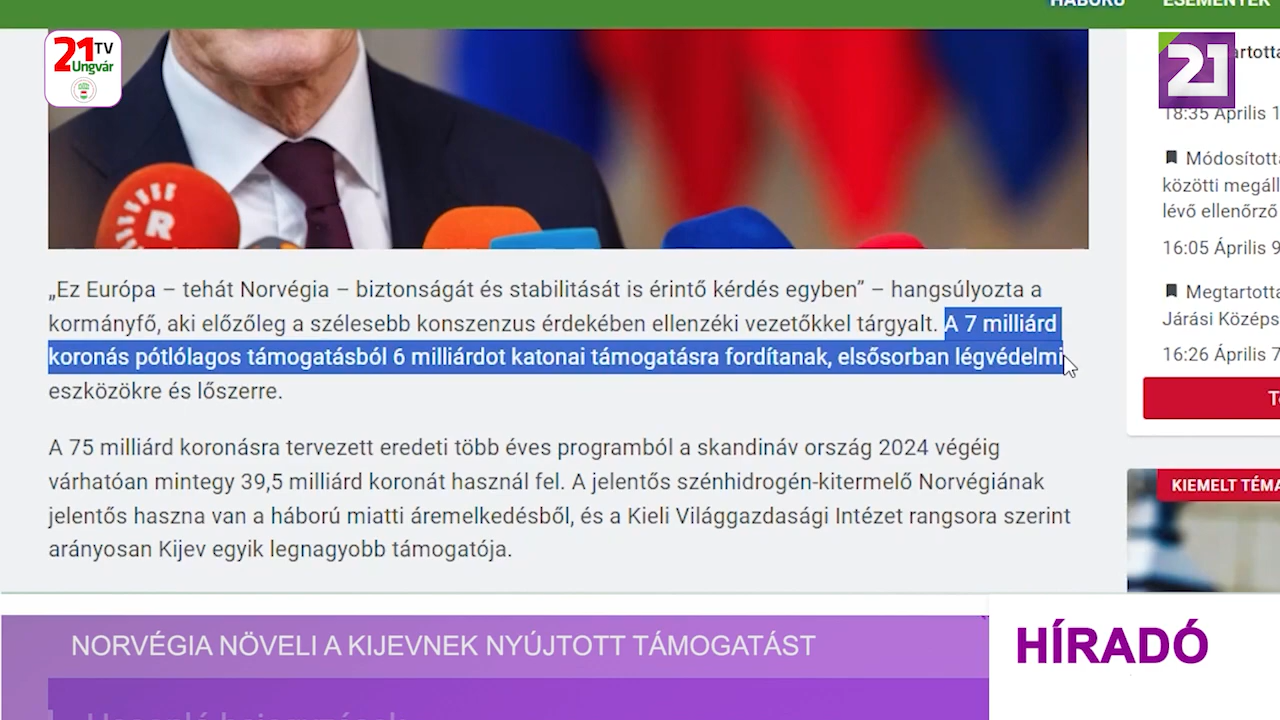 HÁBORÚ
ESEMÉNYEK
21 TV
Ungvár
21
R
„Ez Európa – tehát Norvégia – biztonságát és stabilitását is érintő kérdés egyben” – hangsúlyozta a
kormányfő, aki előzőleg a szélesebb konszenzus érdekében ellenzéki vezetőkkel tárgyalt. A 7 milliárd
koronás pótlólagos támogatásból 6 milliárdot katonai támogatásra fordítanak, elsősorban légvédelmi
eszközökre és lőszerre.
A 75 milliárd koronásra tervezett eredeti több éves programból a skandináv ország 2024 végéig
várhatóan mintegy 39,5 milliárd koronát használ fel. A jelentős szénhidrogén-kitermelő Norvégiának
jelentős haszna van a háború miatti áremelkedésből, és a Kieli Világgazdasági Intézet rangsora szerint
arányosan Kijev egyik legnagyobb támogatója.
18:35 Április 1
Módosított
közötti megáll
lévő ellenőrző
16:05 Április 9
Megtartotta
Járási Középs
16:26 Április 7
KIEMELT TÉMA
NORVÉGIA NÖVELI A KIJEVNEK NYÚJTOTT TÁMOGATÁST
HÍRADÓ